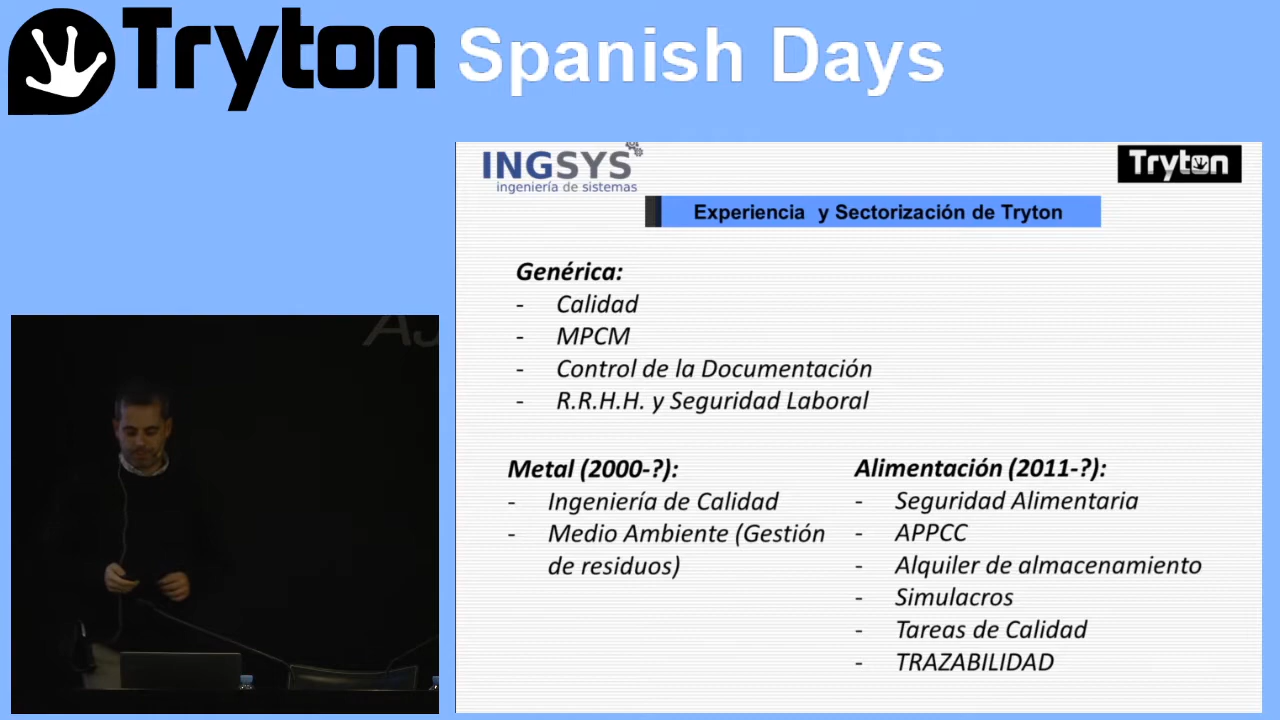 Tryton Spanish Days
INGSYS
ingeniería de sistemas
Tryton
Experiencia y Sectorización de Tryton
Genérica:
- Calidad
- MPCM
- Control de la Documentación
- R.R.H.H. y Seguridad Laboral
Metal (2000-?):
- Ingeniería de Calidad
- Medio Ambiente (Gestión
de residuos)
Alimentación (2011-?):
- Seguridad Alimentaria
- APPCC
- Alquiler de almacenamiento
- Simulacros
- Tareas de Calidad
- TRAZABILIDAD